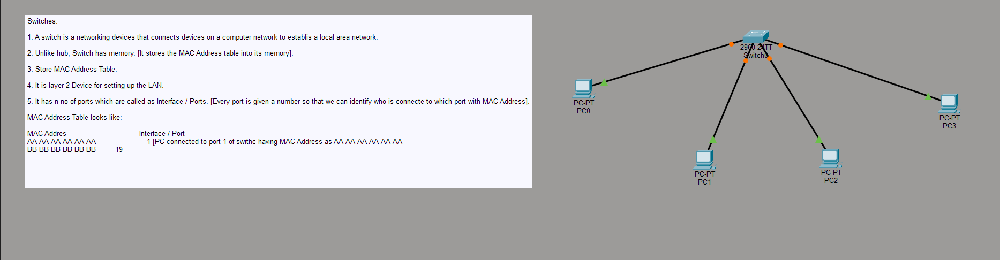 Switches:
1. A switch is a networking devices that connects devices on a computer network to establis a local area network.
2. Unlike hub, Switch has memory. [It stores the MAC Address table into its memory].
3. Store MAC Address Table.
4. It is layer 2 Device for setting up the LAN.
5. It has n no of ports which are called as Interface / Ports. [Every port is given a number so that we can identify who is connecte to which port with MAC Address].
MAC Address Table looks like:
MAC Addres Interface / Port
AA-AA-AA-AA-AA-AA 1 [PC connected to port 1 of swithc having MAC Address as AA-AA-AA-AA-AA-AA
BB-BB-BB-BB-BB-BB 19
2960-24TT
Switch0
PC-PT
PC0
PC-PT
PC1
PC-PT
PC2
PC-PT
PC3